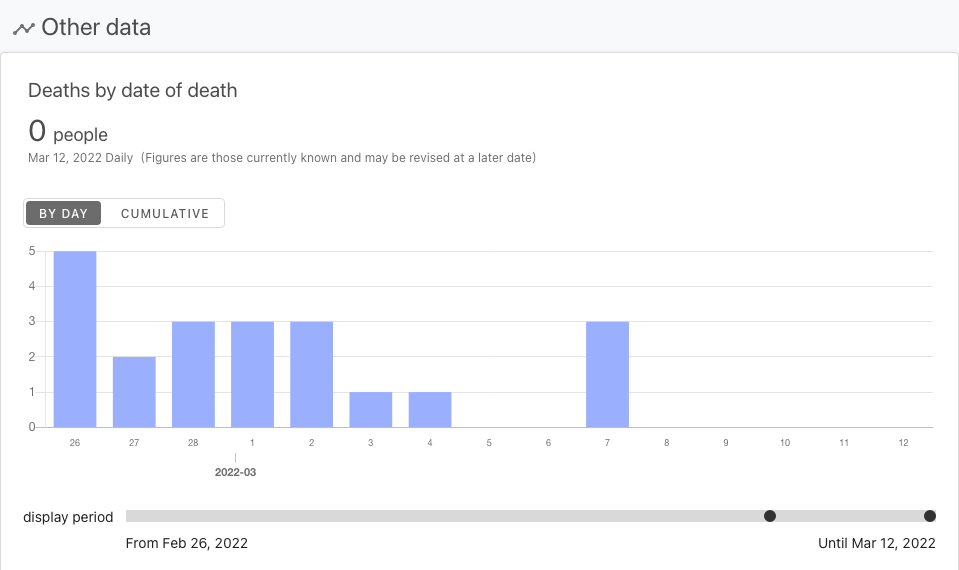 Other data
Deaths by date of death
0 people
Mar 12, 2022 Daily (Figures are those currently known and may be revised at a later date)
BY DAY CUMULATIVE
5
4
3
2
1
0
26 27 28 1 2 3 4 5 6 7 8 9 10 11 12
2022-03
display period
From Feb 26, 2022 Until Mar 12, 2022